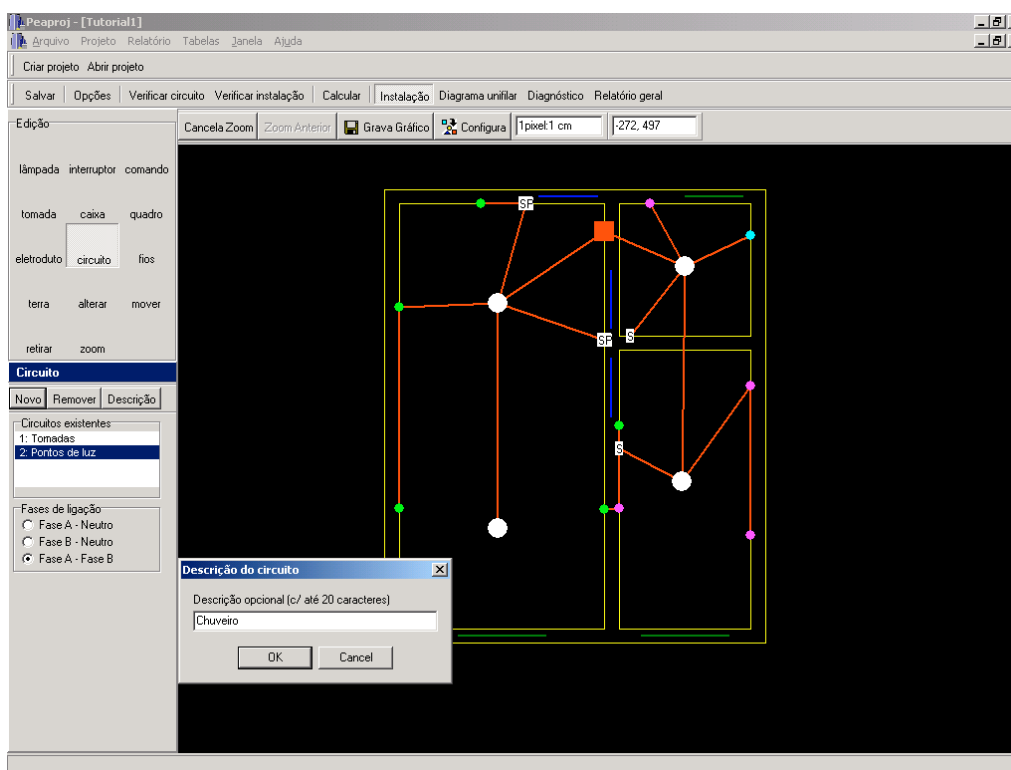 Peaproj - [Tutorial1]
Arquivo Projeto Relatório Tabelas Janela Ajuda
Criar projeto Abrir projeto
Salvar Opções Verificar circuito Verificar instalação Calcular Instalação Diagrama unifilar Diagnóstico Relatório geral
Edição
Cancela Zoom Zoom Anterior Grava Gráfico Configura 1pixel:1 cm -272, 497
lâmpada interruptor comando
tomada caixa quadro
eletroduto circuito fios
terra alterar mover
retirar zoom
Circuito
Novo Remover Descrição
Circuitos existentes
1: Tomadas
2: Pontos de luz
Fases de ligação
Fase A - Neutro
Fase B - Neutro
Fase A - Fase B
SP
SP
S
S
Descrição do circuito
Descrição opcional (c/ até 20 caracteres)
Chuveiro
OK Cancel